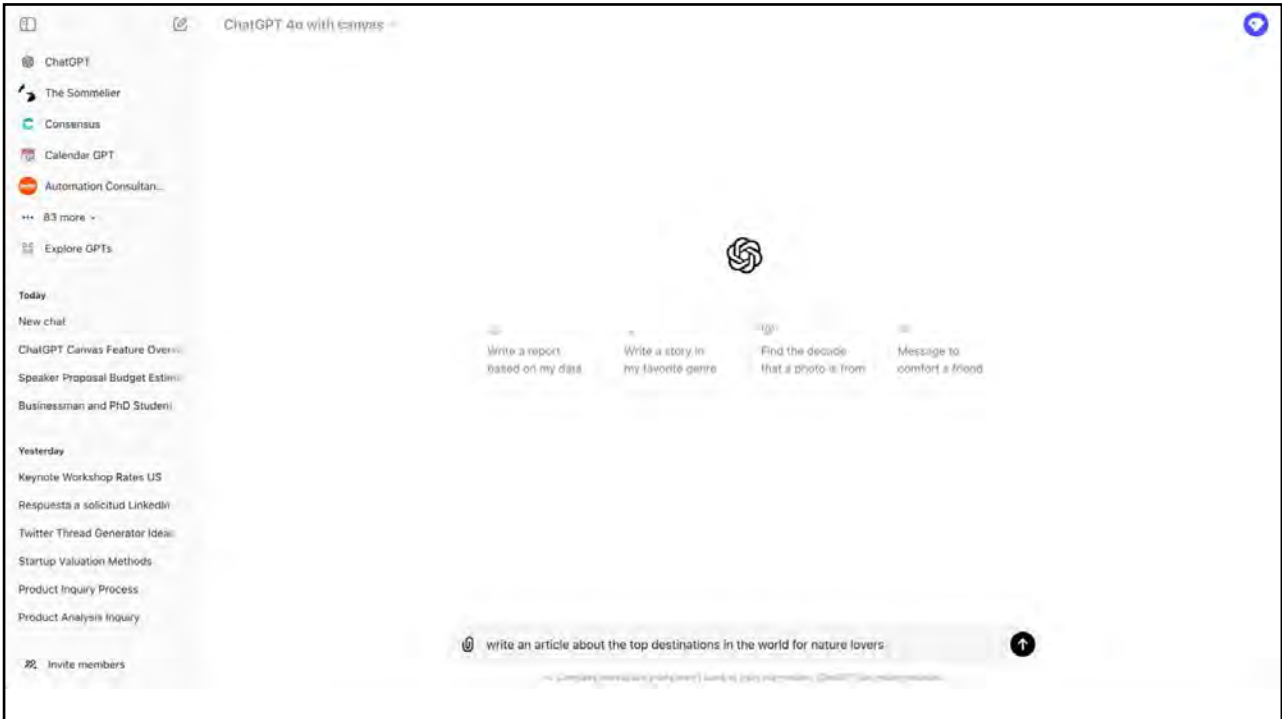 ChatGPT 4o with canvas
ChatGPT
The Sommelier
Consensus
Calendar GPT
Automation Consultan...
83 more
Explore GPTs
Today
New chat
ChatGPT Canvas Feature Overvi
Speaker Proposal Budget Estima
Businessman and PhD Student
Yesterday
Keynote Workshop Rates US
Respuesta a solicitud LinkedIn
Twitter Thread Generator Ideas
Startup Valuation Methods
Product Inquiry Process
Product Analysis Inquiry
Invite members
Write a report
based on my data
Write a story in
my favorite genre
Find the decade
that a photo is from
Message to
comfort a friend
write an article about the top destinations in the world for nature lovers